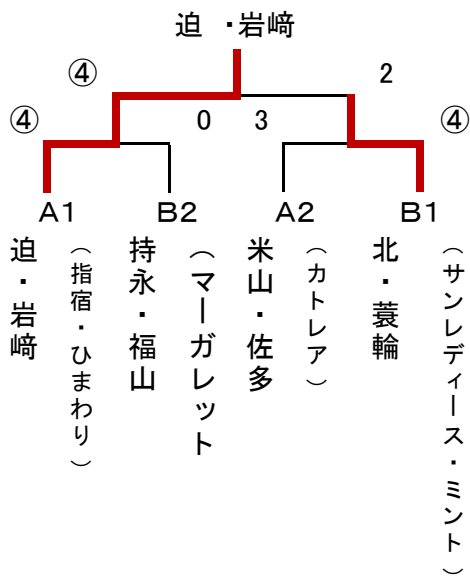 迫・岩﨑
④ 2
④ 0 3 ④
A1 B2 A2 B1
迫・岩﨑
（指宿・ひまわり）
持永・福山
（マーガレット
米山・佐多
（カトレア）
北・蓑輪
（サンレディース・ミント）